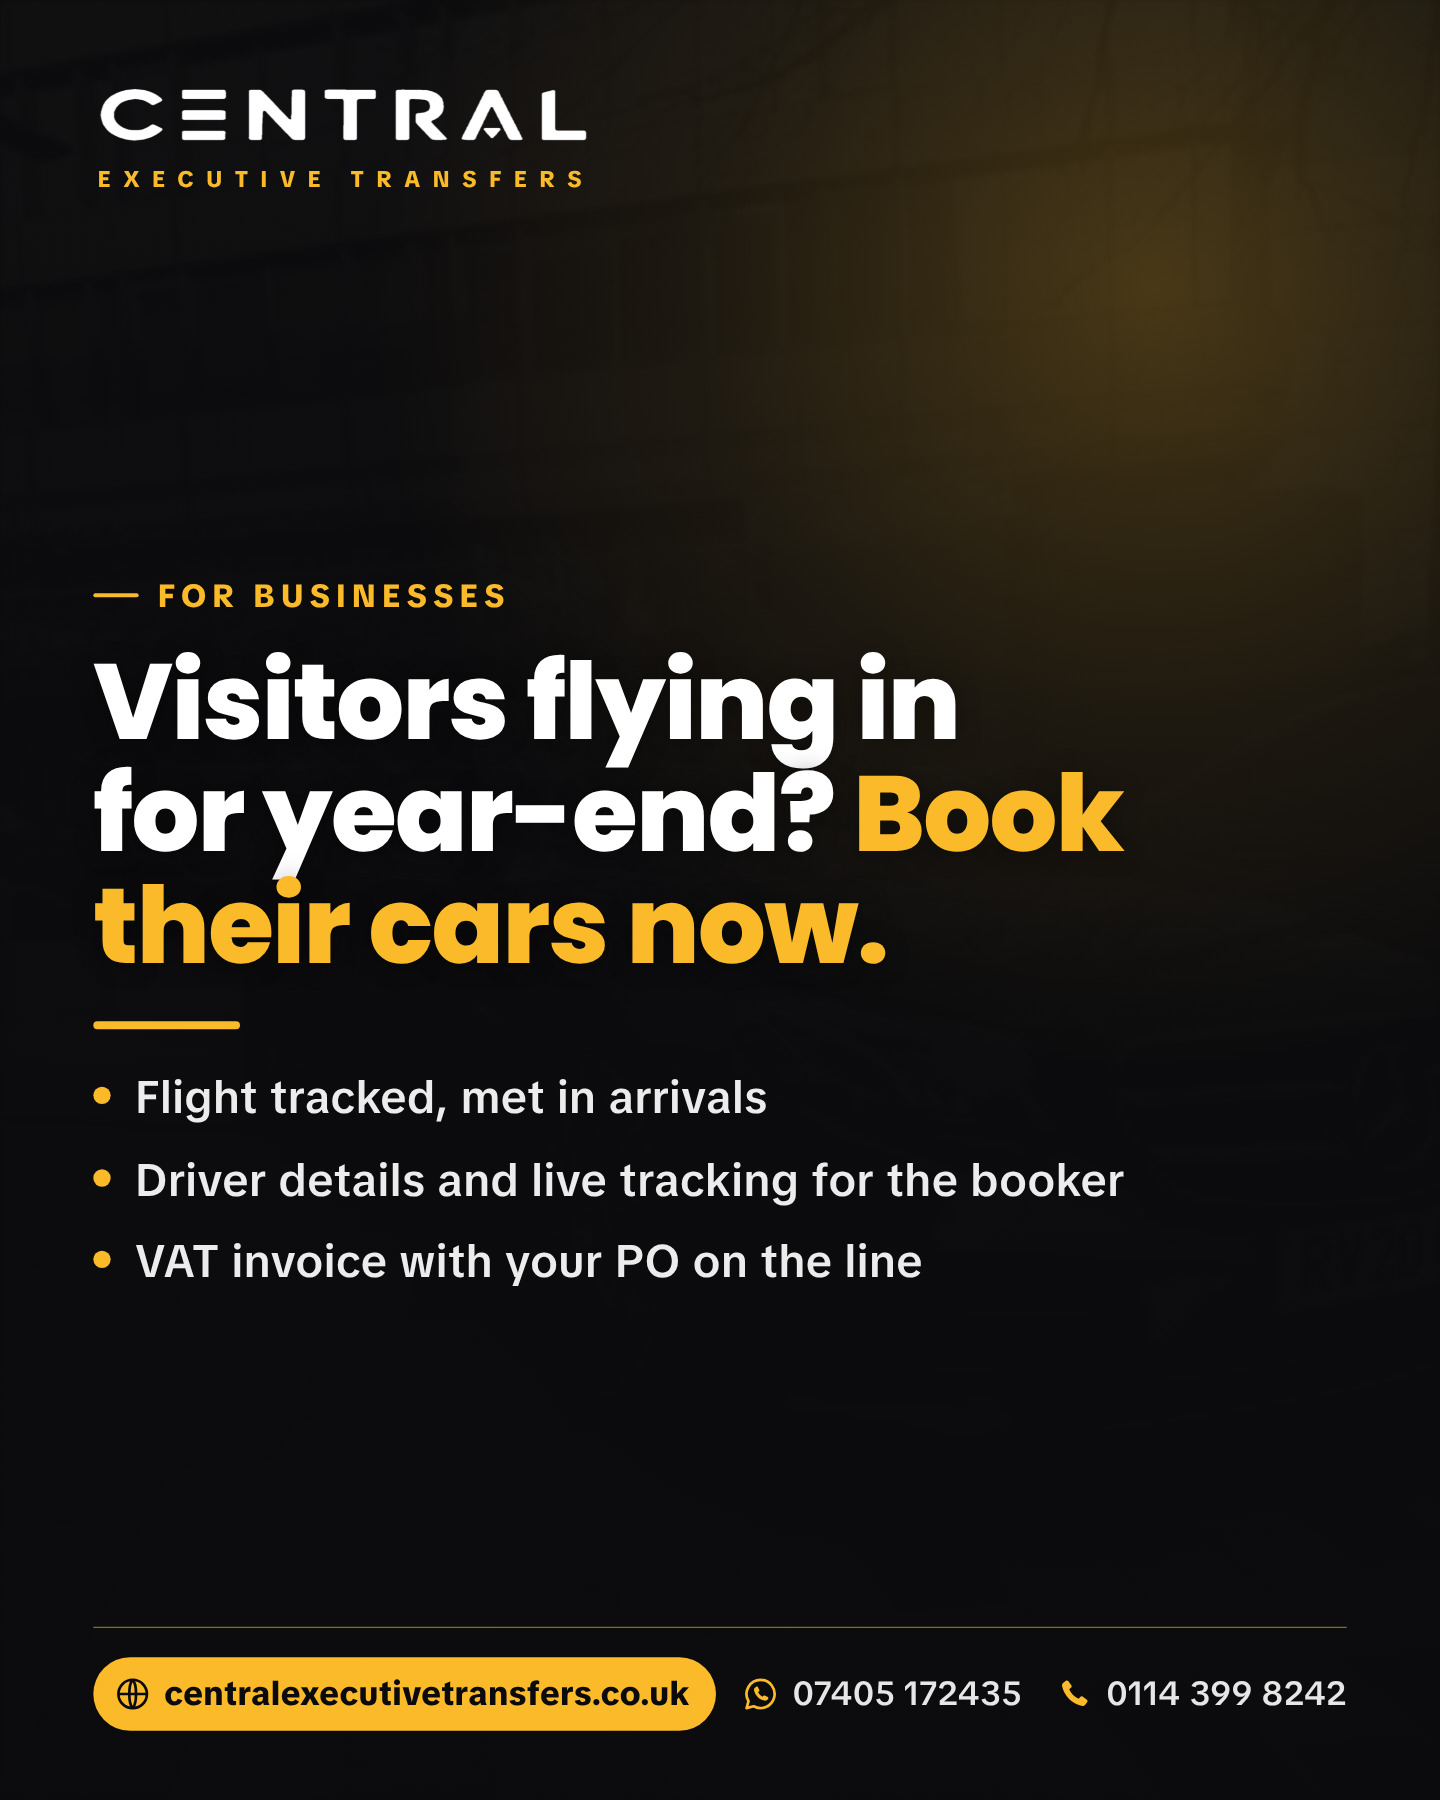 CENTRAL
EXECUTIVE TRANSFERS
FOR BUSINESSES
Visitors flying in
for year-end? Book
their cars now.
Flight tracked, met in arrivals
Driver details and live tracking for the booker
VAT invoice with your PO on the line
centralexecutivetransfers.co.uk
07405 172435
0114 399 8242